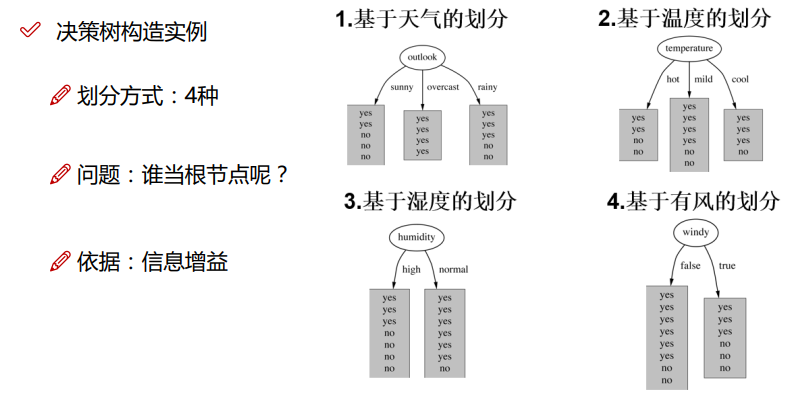 决策树构造实例
划分方式：4种
问题：谁当根节点呢？
依据：信息增益
1.基于天气的划分
outlook
sunny overcast rainy
yes
yes
no
no
no
yes
yes
yes
yes
yes
yes
yes
no
no
2.基于温度的划分
temperature
hot mild cool
yes
yes
no
no
yes
yes
yes
yes
no
no
yes
yes
yes
no
3.基于湿度的划分
humidity
high normal
yes
yes
yes
no
no
no
no
yes
yes
yes
yes
yes
yes
no
4.基于有风的划分
windy
false true
yes
yes
yes
yes
yes
yes
no
no
yes
yes
yes
no
no
no